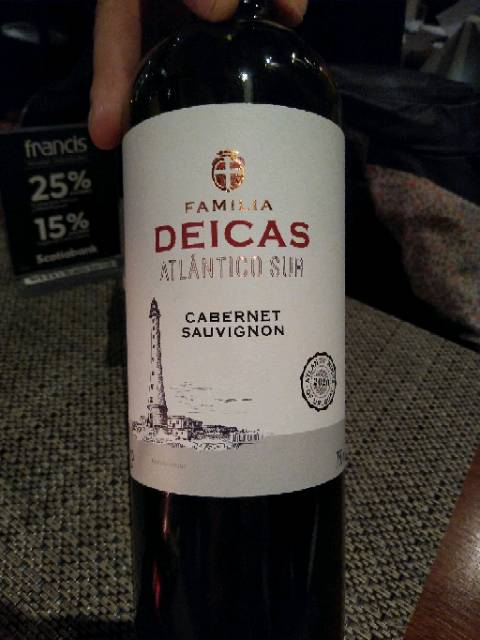 francis
25%
15%
Scotiabank
FAMILIA
DEICAS
ATLÁNTICO SUR
CABERNET
SAUVIGNON